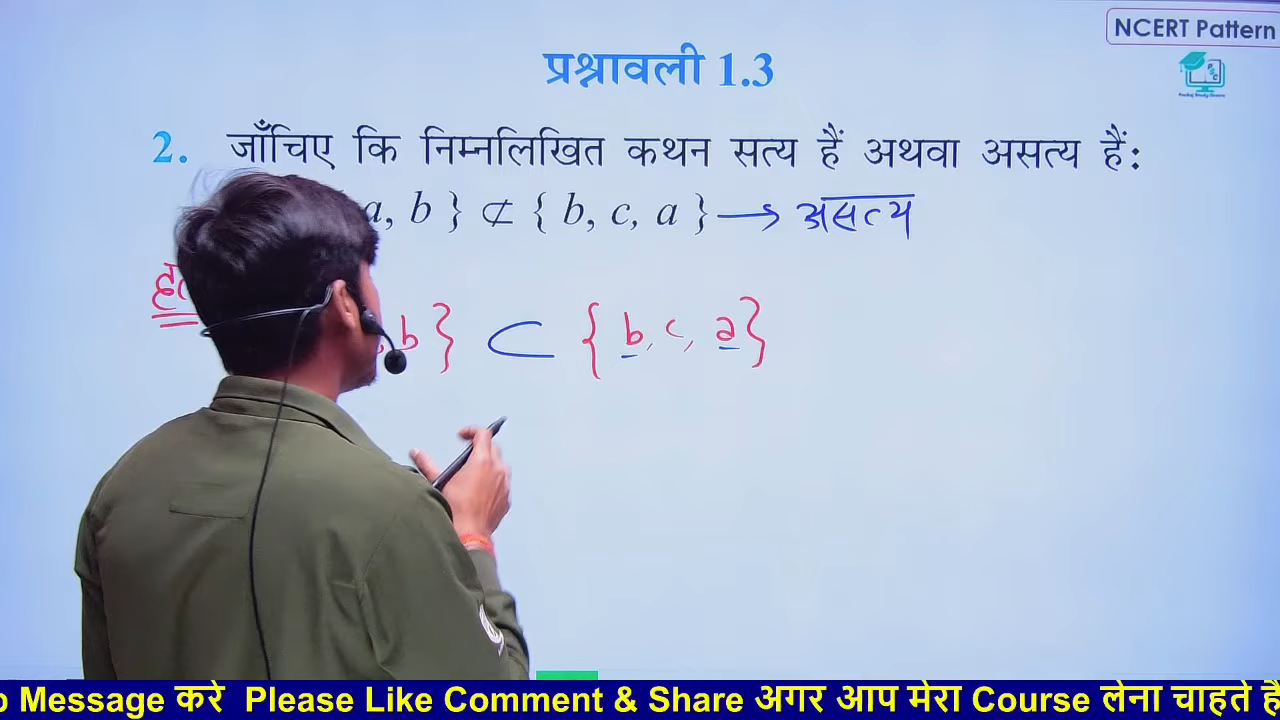 NCERT Pattern
प्रश्नावली 1.3
2. जाँचिए कि निम्नलिखित कथन सत्य हैं अथवा असत्य हैं:
a, b } ⊄ { b, c, a } → असत्य
, b } ⊂ { b, c, a }
Message करे Please Like Comment & Share अगर आप मेरा Course लेना चाहते है